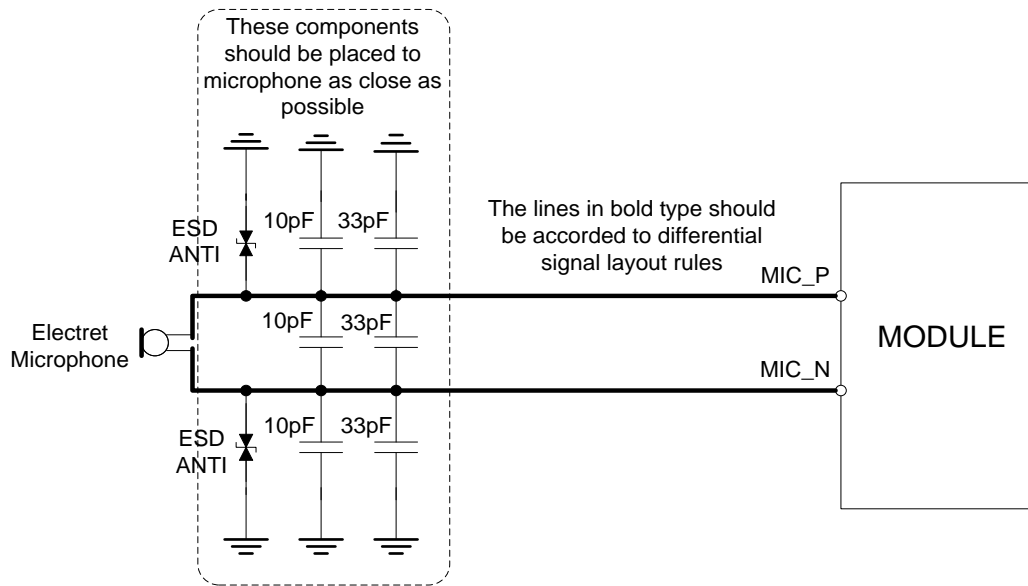 These components
should be placed to
microphone as close as
possible
10pF
33pF
ESD
ANTI
The lines in bold type should
be accorded to differential
signal layout rules
MIC_P
10pF
33pF
Electret
Microphone
MODULE
MIC_N
10pF
33pF
ESD
ANTI